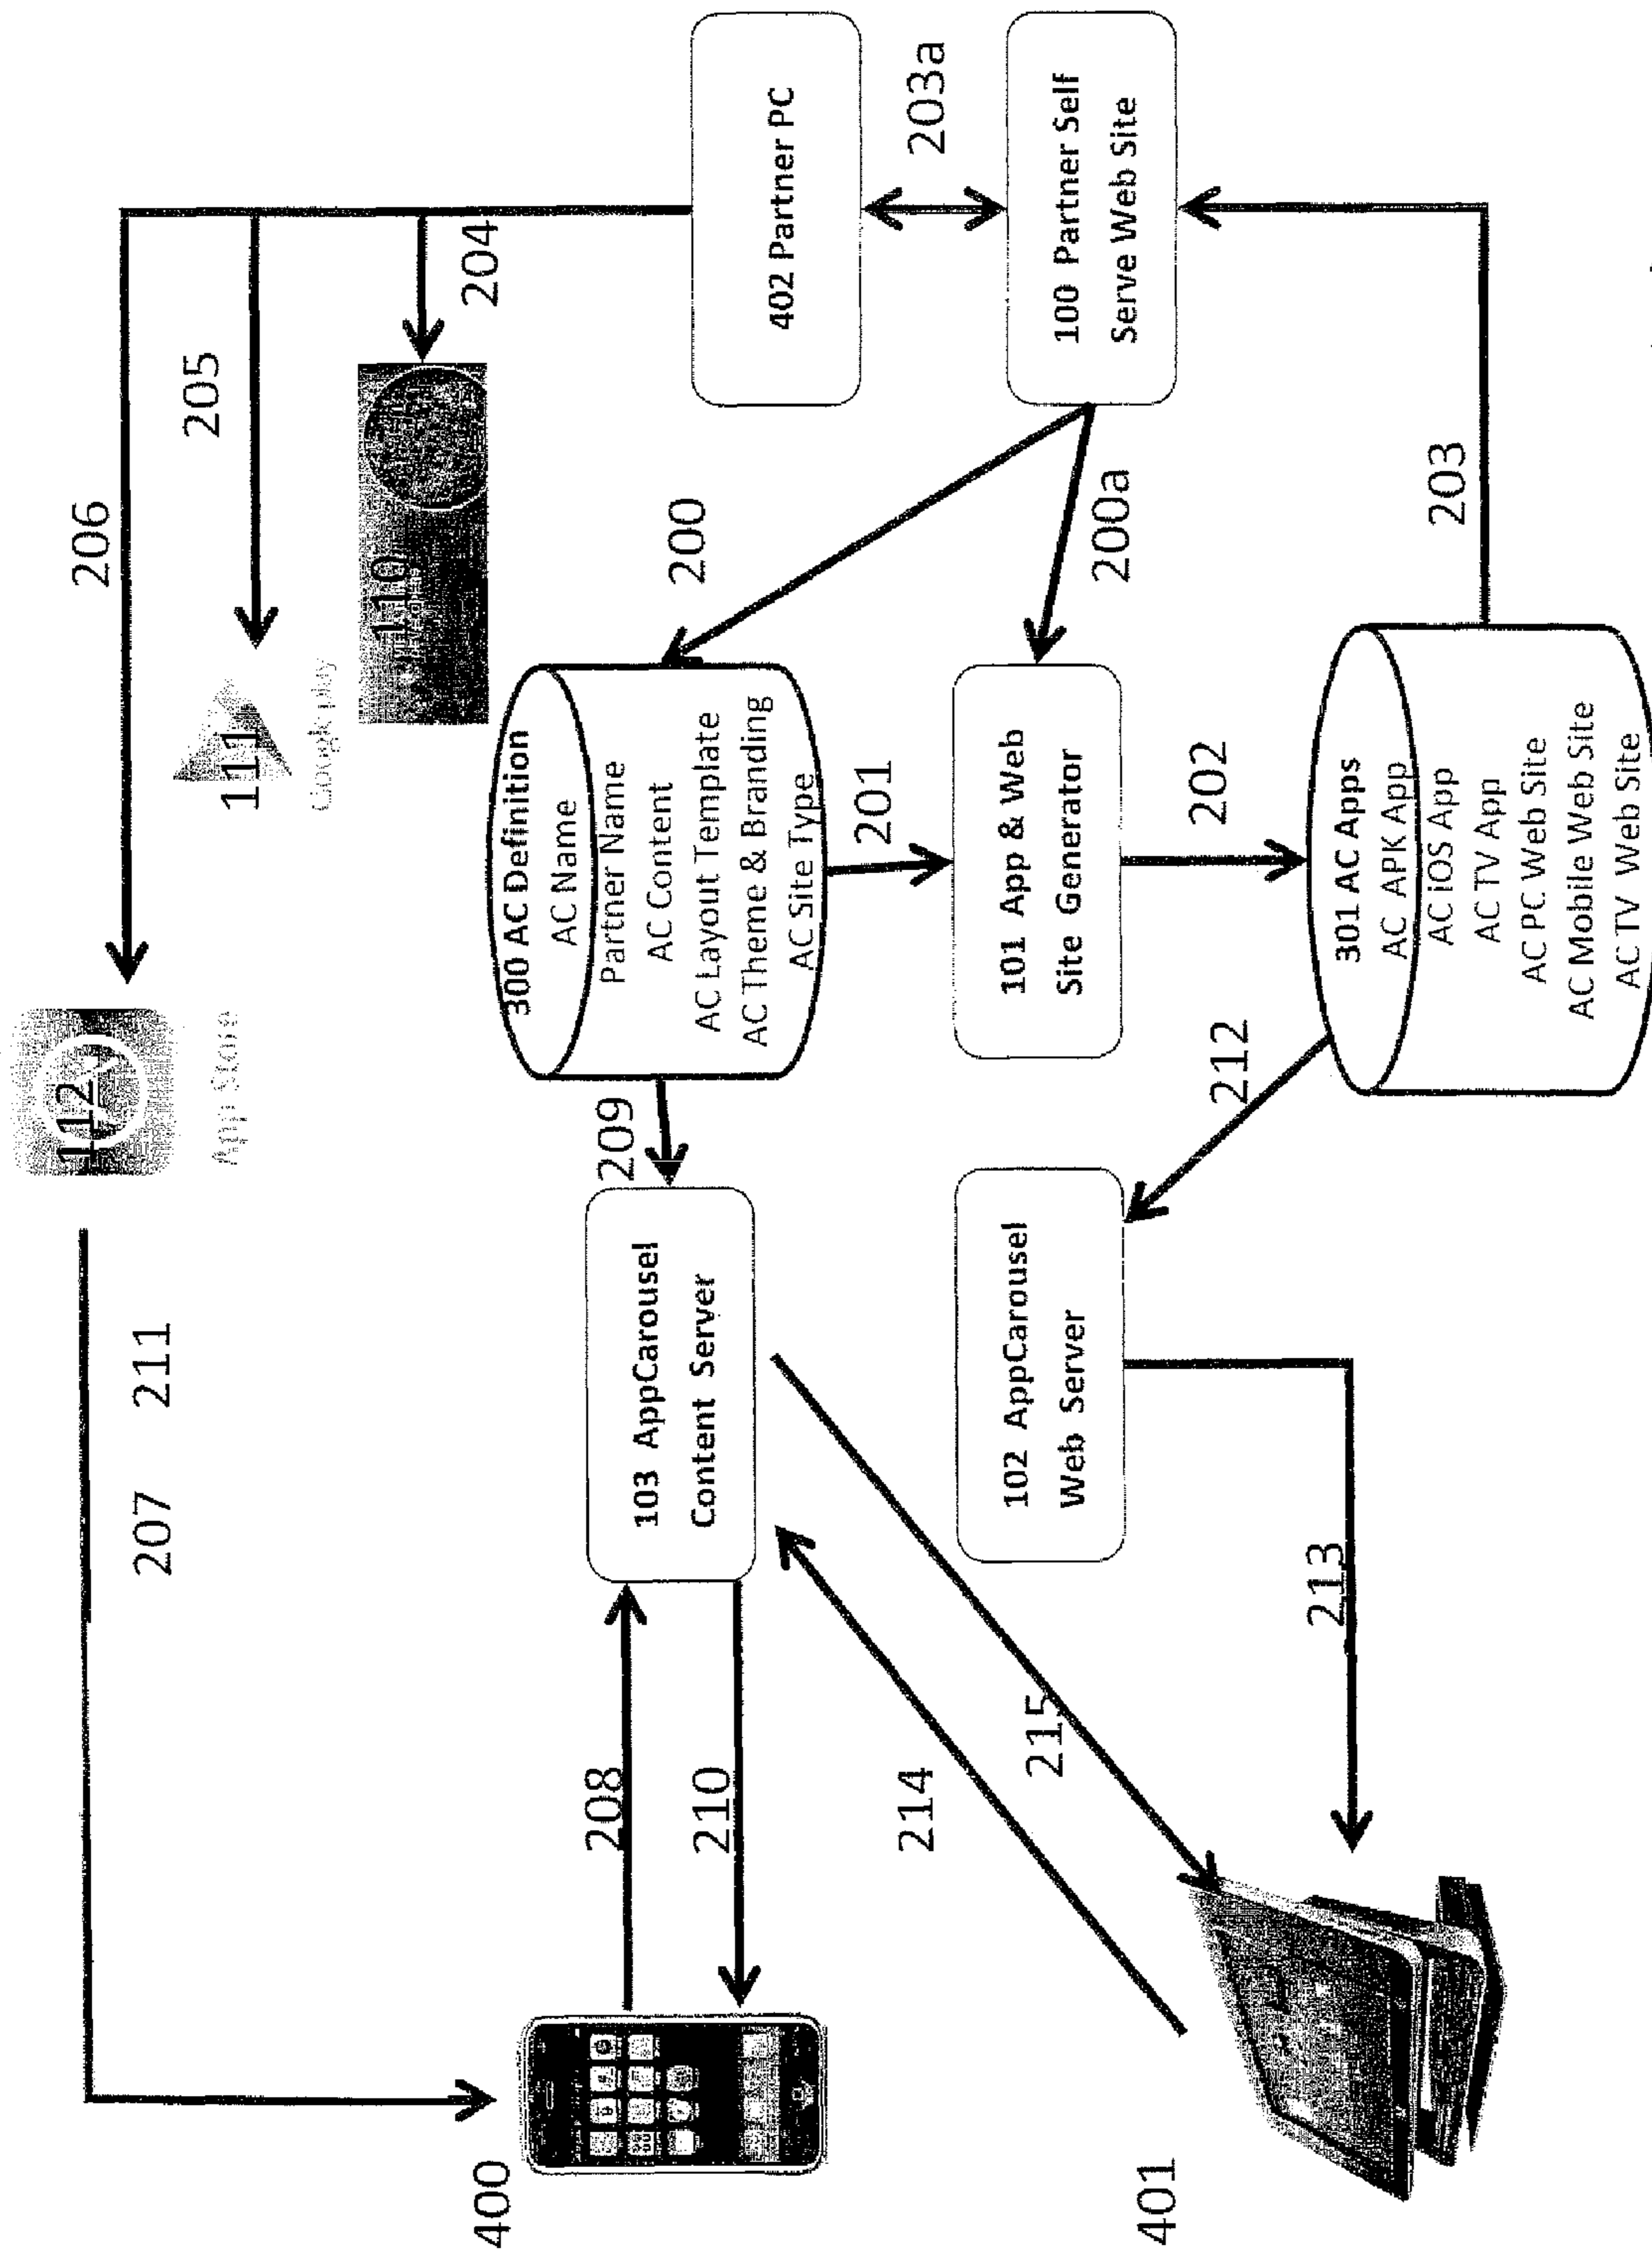 206
205
204
112
App Store
111
Google play
110
207 211
402 Partner PC
203a
100 Partner Self
Serve Web Site
200
200a
203
300 AC Definition
AC Name
Partner Name
AC Content
AC Layout Template
AC Theme & Branding
AC Site Type
201
101 App & Web
Site Generator
202
301 AC Apps
AC APK App
AC iOS App
AC TV App
AC PC Web Site
AC Mobile Web Site
AC TV Web Site
209
212
103 AppCarousel
Content Server
102 AppCarousel
Web Server
208
210
213
214
215
400
401